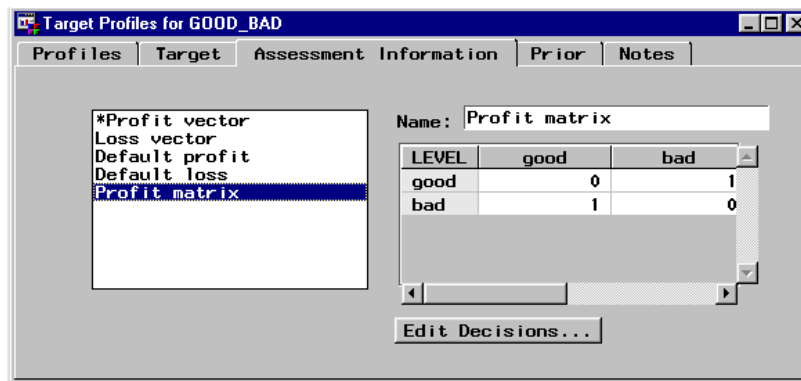 Target Profiles for GOOD_BAD
Profiles Target Assessment Information Prior Notes
*Profit vector
Loss vector
Default profit
Default loss
Profit matrix
Name: Profit matrix
LEVEL good bad
good 0 1
bad 1 0
Edit Decisions...